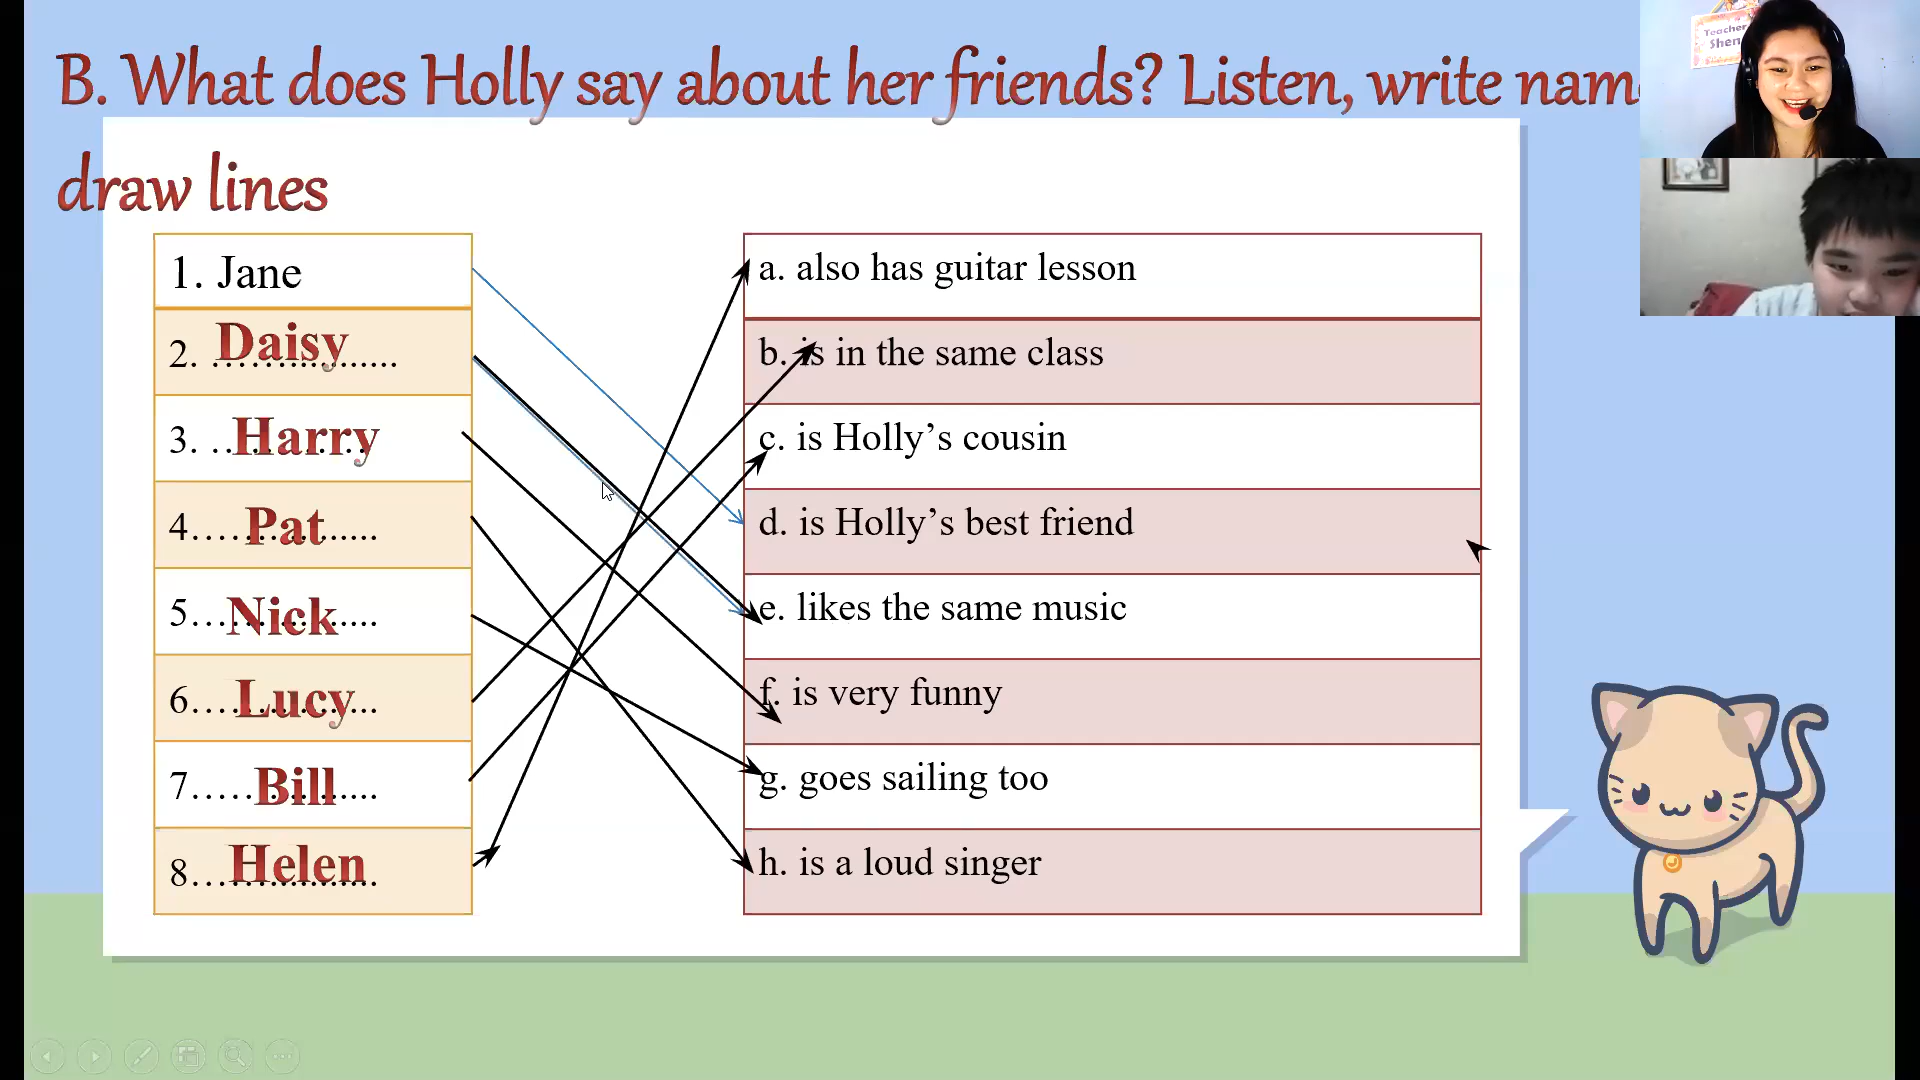 B. What does Holly say about her friends? Listen, write nam
draw lines
Teacher
Shen
1. Jane
2. Daisy
3. Harry
4. Pat
5. Nick
6. Lucy
7. Bill
8. Helen
a. also has guitar lesson
b. is in the same class
c. is Holly’s cousin
d. is Holly’s best friend
e. likes the same music
f. is very funny
g. goes sailing too
h. is a loud singer